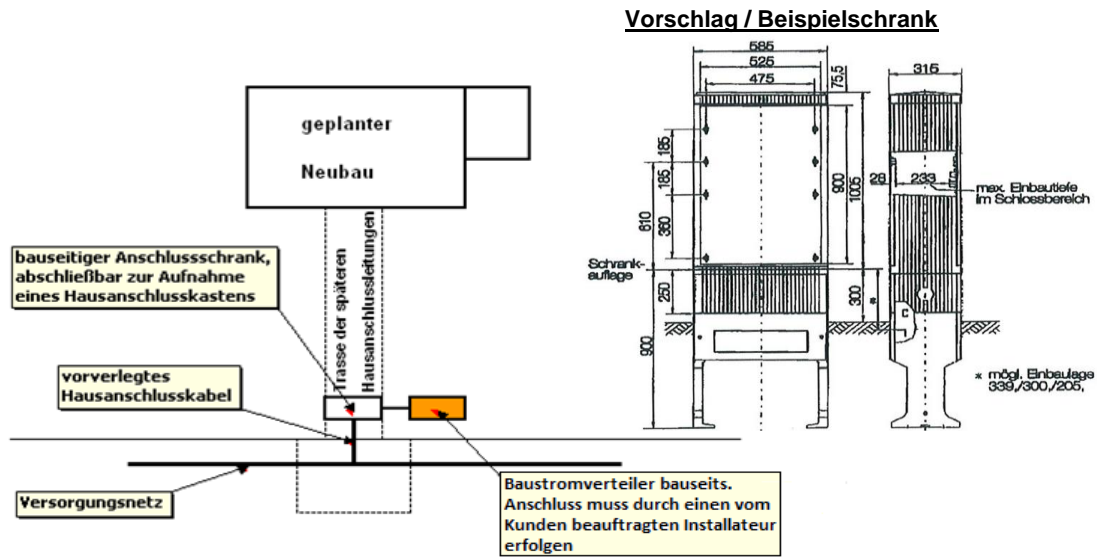 Vorschlag / Beispielschrank
geplanter
Neubau
bauseitiger Anschlussschrank,
abschließbar zur Aufnahme
eines Hausanschlusskastens
Trasse der späteren
Hausanschlussleitungen
vorverlegtes
Hausanschlusskabel
Versorgungsnetz
Baustromverteiler bauseits.
Anschluss muss durch einen vom
Kunden beauftragten Installateur
erfolgen
585
525
475
75,5
315
185
185
360
610
900
1005
28
233
max. Einbautiefe
im Schlossbereich
Schrank-
auflage
250
300
*
900
C
* mögl. Einbaulage
339,/300,/205,